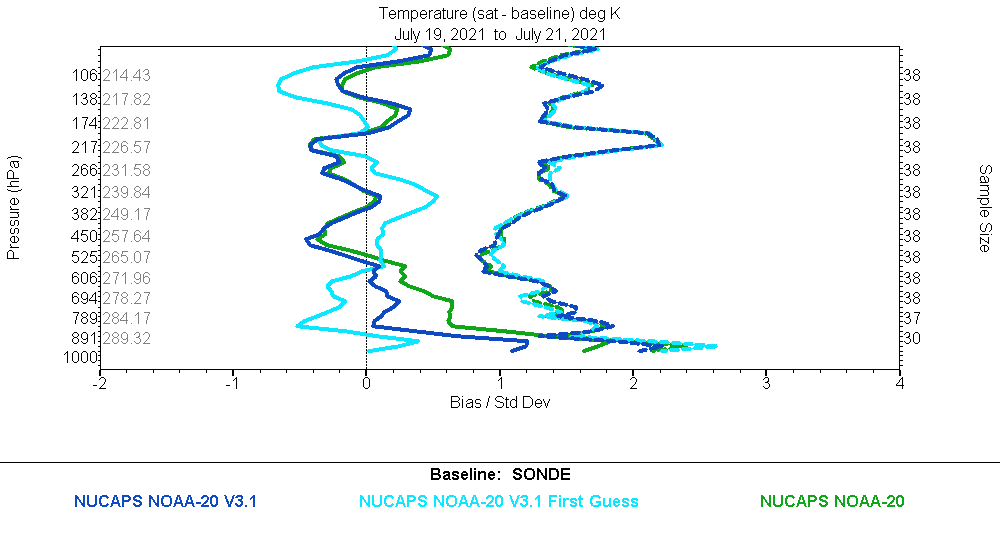 Temperature (sat - baseline) deg K
July 19, 2021 to July 21, 2021
Pressure (hPa)
106 214.43 38
138 217.82 38
174 222.81 38
217 226.57 38
266 231.58 38
321 239.84 38
382 249.17 38
450 257.64 38
525 265.07 38
606 271.96 38
694 278.27 38
789 284.17 37
891 289.32 30
1000
Sample Size
-2 -1 0 1 2 3 4
Bias / Std Dev
Baseline: SONDE
NUCAPS NOAA-20 V3.1 NUCAPS NOAA-20 V3.1 First Guess NUCAPS NOAA-20